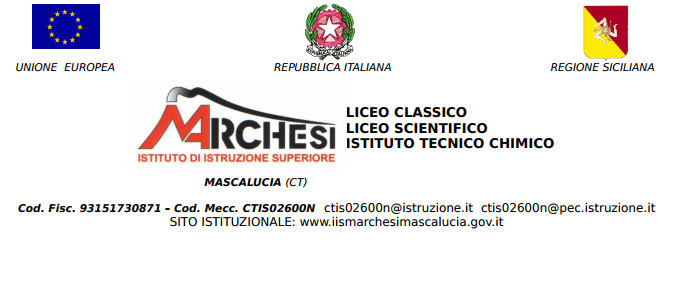 UNIONE EUROPEA
REPUBBLICA ITALIANA
REGIONE SICILIANA
MARCHESI
ISTITUTO DI ISTRUZIONE SUPERIORE
LICEO CLASSICO
LICEO SCIENTIFICO
ISTITUTO TECNICO CHIMICO
MASCALUCIA (CT)
Cod. Fisc. 93151730871 – Cod. Mecc. CTIS02600N ctis02600n@istruzione.it ctis02600n@pec.istruzione.it
SITO ISTITUZIONALE: www.iismarchesimascalucia.gov.it